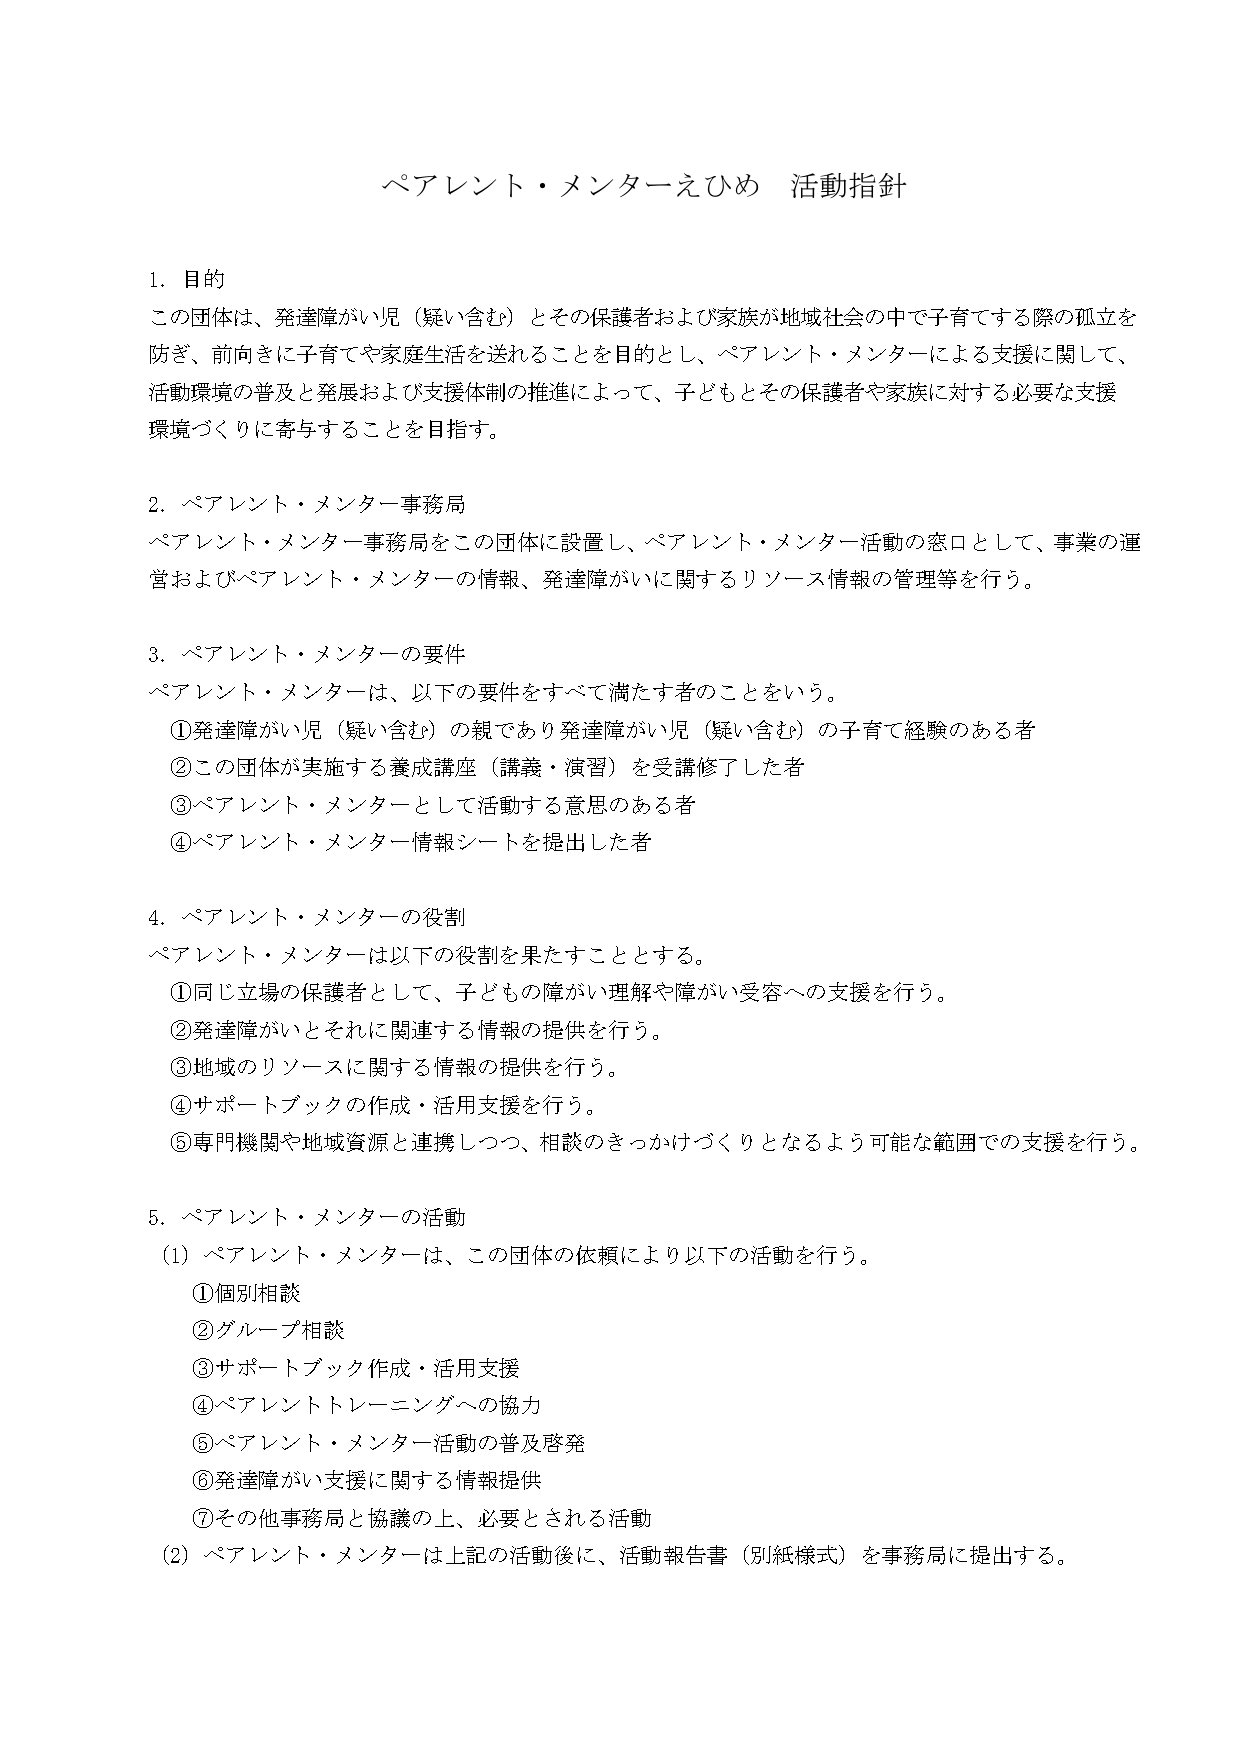 ペアレント・メンターえひめ　活動指針
1．目的
この団体は、発達障がい児（疑い含む）とその保護者および家族が地域社会の中で子育てする際の孤立を
防ぎ、前向きに子育てや家庭生活を送れることを目的とし、ペアレント・メンターによる支援に関して、
活動環境の普及と発展および支援体制の推進によって、子どもとその保護者や家族に対する必要な支援
環境づくりに寄与することを目指す。
2．ペアレント・メンター事務局
ペアレント・メンター事務局をこの団体に設置し、ペアレント・メンター活動の窓口として、事業の運
営およびペアレント・メンターの情報、発達障がいに関するリソース情報の管理等を行う。
3．ペアレント・メンターの要件
ペアレント・メンターは、以下の要件をすべて満たす者のことをいう。
①発達障がい児（疑い含む）の親であり発達障がい児（疑い含む）の子育て経験のある者
②この団体が実施する養成講座（講義・演習）を受講修了した者
③ペアレント・メンターとして活動する意思のある者
④ペアレント・メンター情報シートを提出した者
4．ペアレント・メンターの役割
ペアレント・メンターは以下の役割を果たすこととする。
①同じ立場の保護者として、子どもの障がい理解や障がい受容への支援を行う。
②発達障がいとそれに関連する情報の提供を行う。
③地域のリソースに関する情報の提供を行う。
④サポートブックの作成・活用支援を行う。
⑤専門機関や地域資源と連携しつつ、相談のきっかけづくりとなるよう可能な範囲での支援を行う。
5．ペアレント・メンターの活動
（1）ペアレント・メンターは、この団体の依頼により以下の活動を行う。
①個別相談
②グループ相談
③サポートブック作成・活用支援
④ペアレントトレーニングへの協力
⑤ペアレント・メンター活動の普及啓発
⑥発達障がい支援に関する情報提供
⑦その他事務局と協議の上、必要とされる活動
（2）ペアレント・メンターは上記の活動後に、活動報告書（別紙様式）を事務局に提出する。